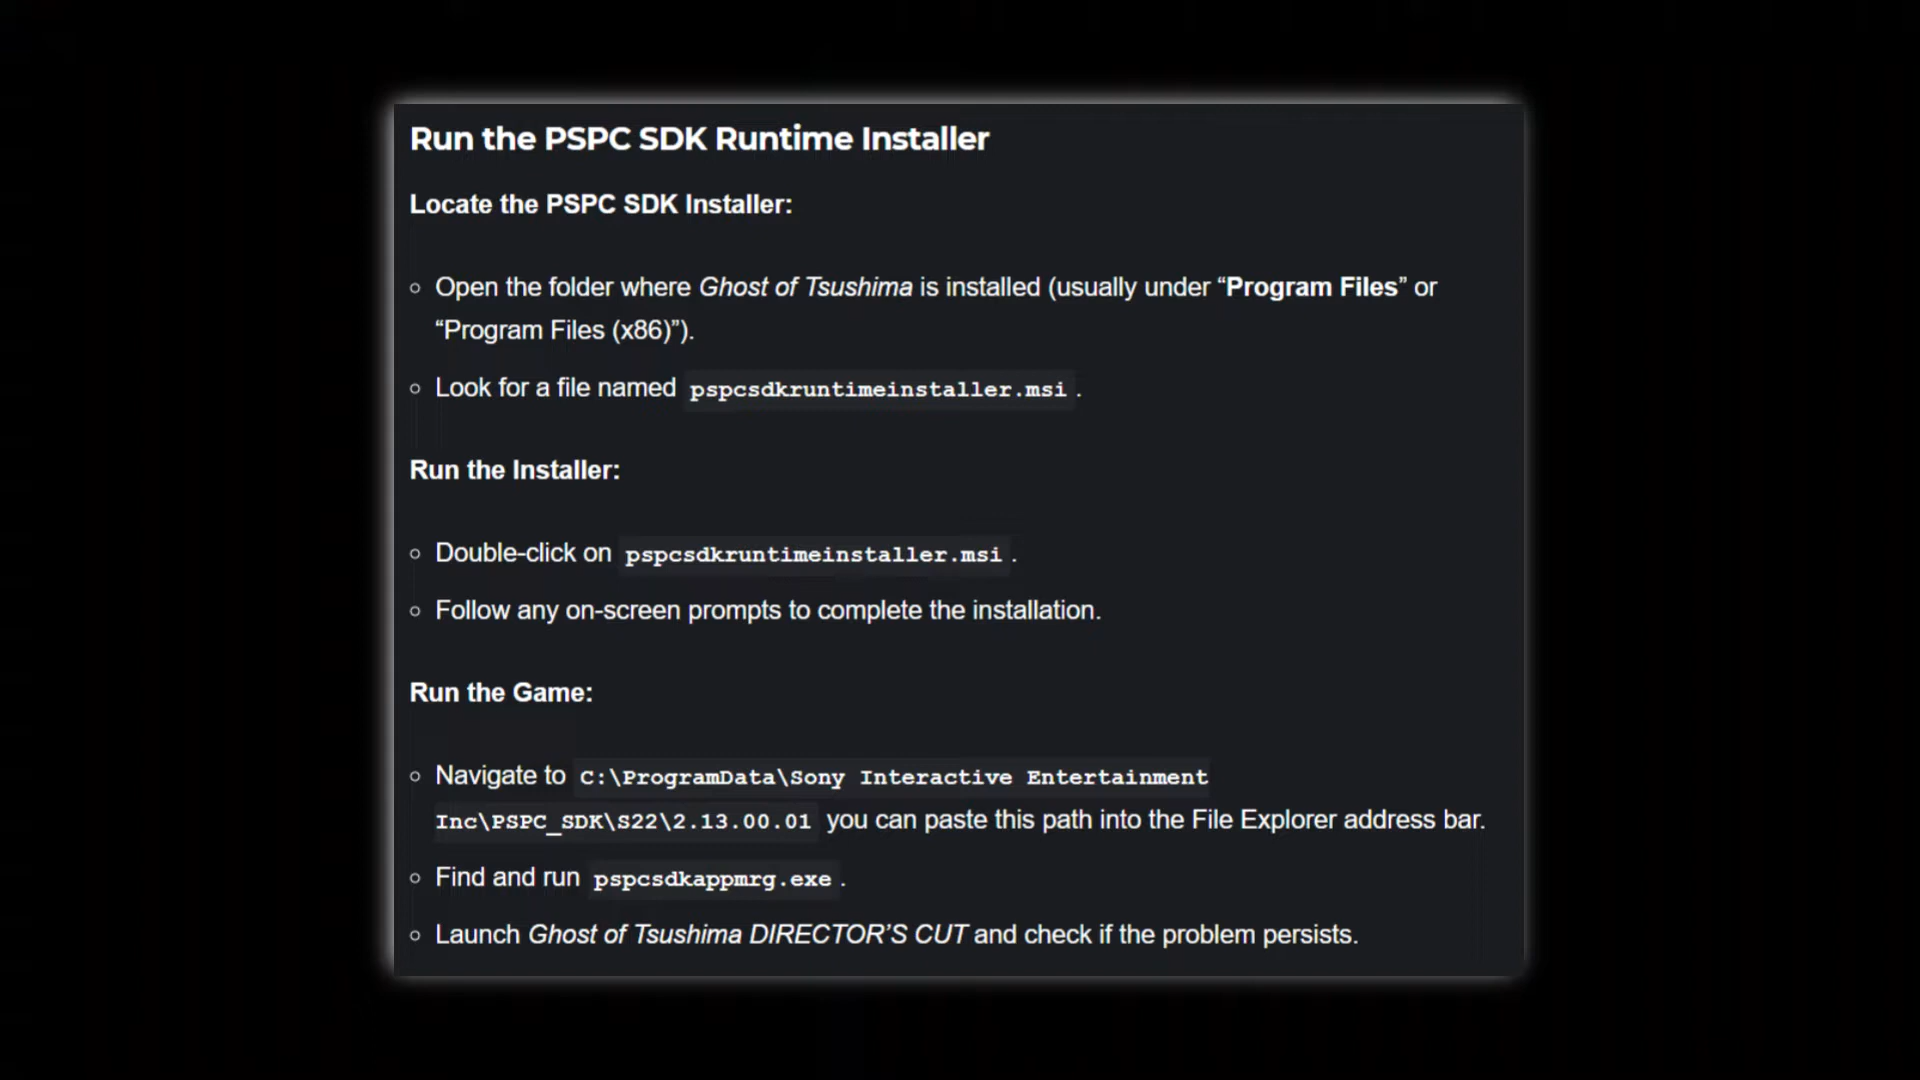 Run the PSPC SDK Runtime Installer
Locate the PSPC SDK Installer:
Open the folder where Ghost of Tsushima is installed (usually under “Program Files” or
“Program Files (x86)”).
Look for a file named pspcsdkruntimeinstaller.msi .
Run the Installer:
Double-click on pspcsdkruntimeinstaller.msi .
Follow any on-screen prompts to complete the installation.
Run the Game:
Navigate to C:\ProgramData\Sony Interactive Entertainment
Inc\PSPC_SDK\S22\2.13.00.01 you can paste this path into the File Explorer address bar.
Find and run pspcsdkappmrg.exe .
Launch Ghost of Tsushima DIRECTOR’S CUT and check if the problem persists.